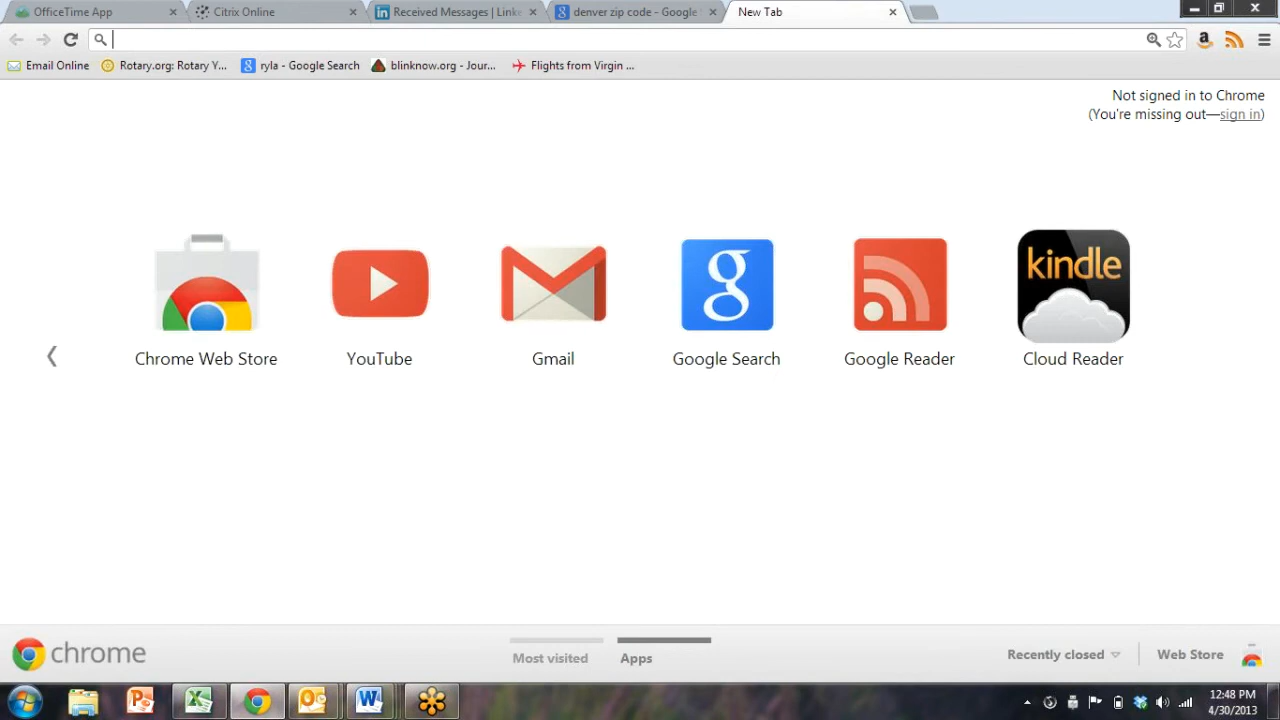 OfficeTime App
Citrix Online
Received Messages | Linke
denver zip code - Google
New Tab
Email Online
Rotary.org: Rotary Y...
ryla - Google Search
blinknow.org - Jour...
Flights from Virgin ...
Not signed in to Chrome
(You're missing out—sign in)
kindle
Chrome Web Store
YouTube
Gmail
Google Search
Google Reader
Cloud Reader
chrome
Most visited
Apps
Recently closed
Web Store
12:48 PM
4/30/2013